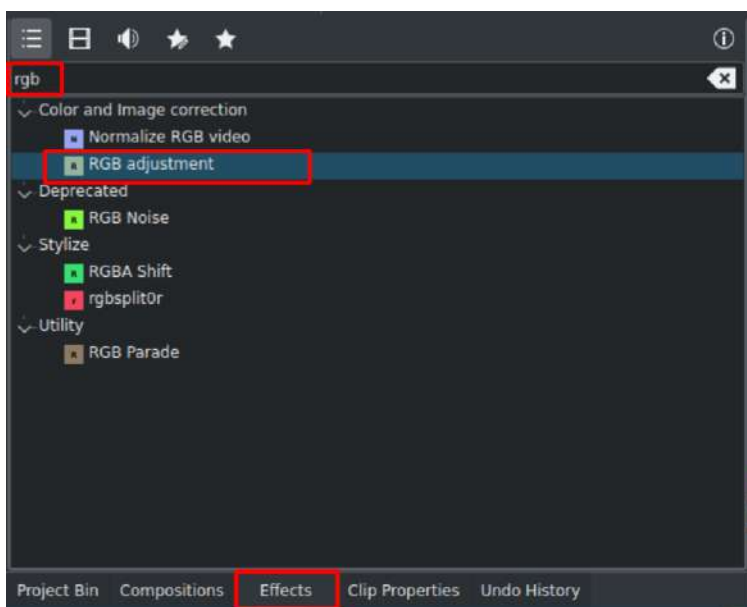 rgb
Color and Image correction
N Normalize RGB video
R RGB adjustment
Deprecated
R RGB Noise
Stylize
R RGBA Shift
r rgbsplit0r
Utility
R RGB Parade
Project Bin Compositions Effects Clip Properties Undo History